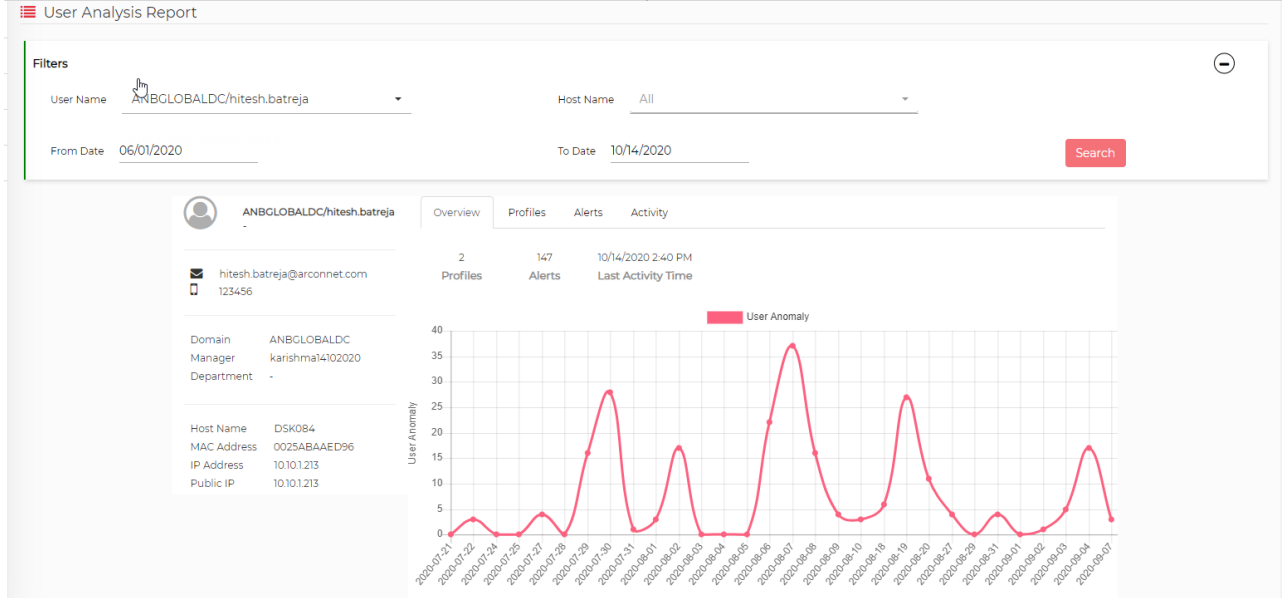 User Analysis Report
Filters
User Name ANBGLOBALDC/hitesh.batreja Host Name All
From Date 06/01/2020 To Date 10/14/2020 Search
ANBGLOBALDC/hitesh.batreja
-
hitesh.batreja@arconnet.com
123456
Domain ANBGLOBALDC
Manager karishma14102020
Department -
Host Name DSK084
MAC Address 0025ABAAED96
IP Address 10.10.1.213
Public IP 10.10.1.213
Overview Profiles Alerts Activity
2 147 10/14/2020 2:40 PM
Profiles Alerts Last Activity Time
User Anomaly
User Anomaly
40
35
30
25
20
15
10
5
0
2020-07-21 2020-07-22 2020-07-24 2020-07-25 2020-07-27 2020-07-28 2020-07-29 2020-07-30 2020-07-31 2020-08-01 2020-08-02 2020-08-03 2020-08-04 2020-08-05 2020-08-06 2020-08-07 2020-08-08 2020-08-09 2020-08-10 2020-08-18 2020-08-19 2020-08-20 2020-08-27 2020-08-29 2020-08-31 2020-09-01 2020-09-02 2020-09-03 2020-09-04 2020-09-07